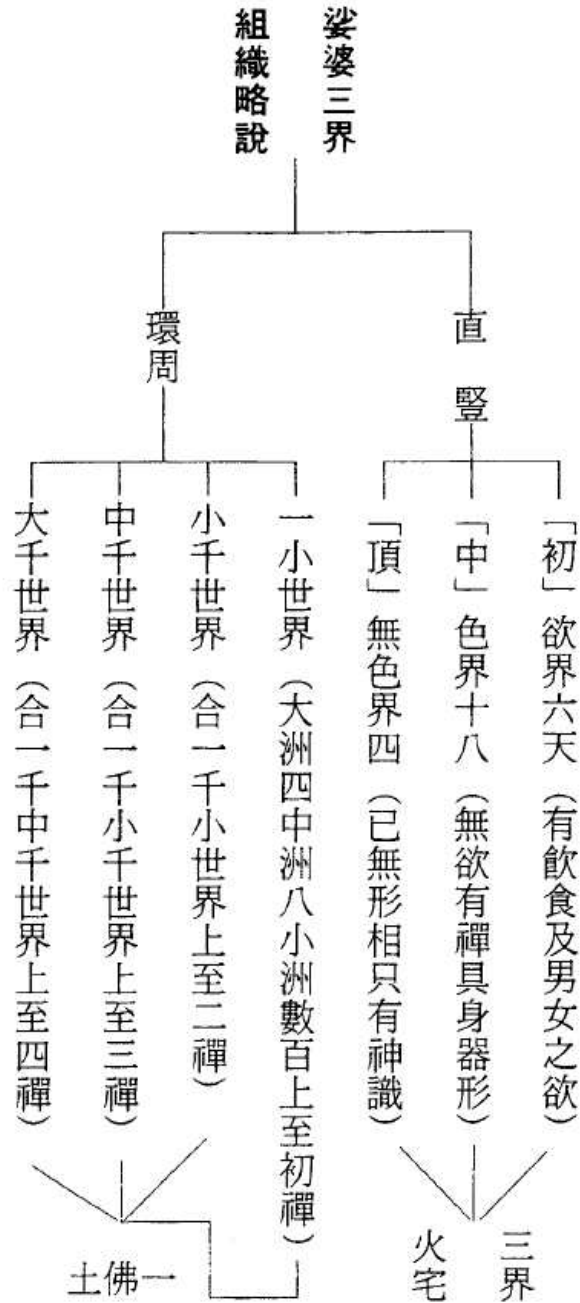 娑婆三界
組織略說
直豎
「初」欲界六天（有飲食及男女之欲）
「中」色界十八（無欲有禪具身器形）
「頂」無色界四（已無形相只有神識）
三界
火宅
環周
一小世界（大洲四中洲八小洲數百上至初禪）
小千世界（合一千小世界上至二禪）
中千世界（合一千小千世界上至三禪）
大千世界（合一千中千世界上至四禪）
一佛土